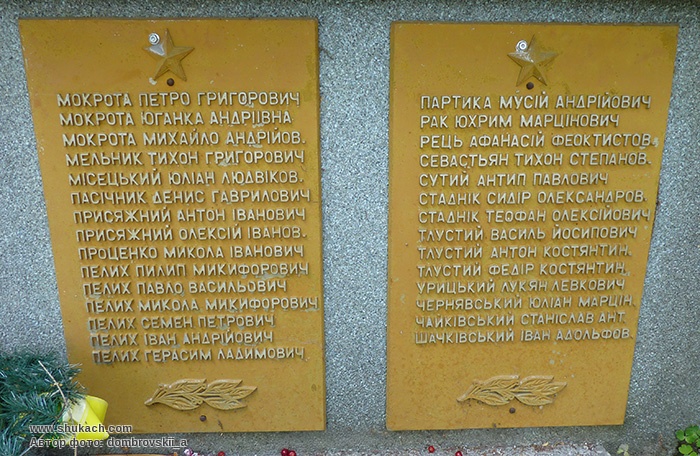 МОКРОТА ПЕТРО ГРИГОРОВИЧ
МОКРОТА ЮГАНКА АНДРІІВНА
МОКРОТА МИХАЙЛО АНДРІЙОВ.
МЕЛЬНИК ТИХОН ГРИГОРОВИЧ
МІСЕЦЬКИЙ ЮЛІАН ЛЮДВІКОВ.
ПАСІЧНИК ДЕНИС ГАВРИЛОВИЧ
ПРИСЯЖНИЙ АНТОН ІВАНОВИЧ
ПРИСЯЖНИЙ ОЛЕКСІЙ ІВАНОВ.
ПРОЦЕНКО МИКОЛА ІВАНОВИЧ
ПЕЛИХ ПИЛИП МИКИФОРОВИЧ
ПЕЛИХ ПАВЛО ВАСИЛЬОВИЧ
ПЕЛИХ МИКОЛА МИКИФОРОВИЧ
ПЕЛИХ СЕМЕН ПЕТРОВИЧ
ПЕЛИХ ІВАН АНДРІЙОВИЧ
ПЕЛИХ ГЕРАСИМ ЛАДИМОВИЧ
ПАРТИКА МУСІЙ АНДРІЙОВИЧ
РАК ЮХРИМ МАРЦІНОВИЧ
РЕЦЬ АФАНАСІЙ ФЕОКТИСТОВ.
СЕВАСТЬЯН ТИХОН СТЕПАНОВ.
СУТИЙ АНТИП ПАВЛОВИЧ
СТАДНІК СИДІР ОЛЕКСАНДРОВ.
СТАДНІК ТЕОФАН ОЛЕКСІЙОВИЧ
ТЛУСТИЙ ВАСИЛЬ ЙОСИПОВИЧ
ТЛУСТИЙ АНТОН КОСТЯНТИН.
ТЛУСТИЙ ФЕДІР КОСТЯНТИН.
УРИЦЬКИЙ ЛУКЯН ЛЕВКОВИЧ
ЧЕРНЯВСЬКИЙ ЮЛІАН МАРЦІН.
ЧАЙКІВСЬКИЙ СТАНІСЛАВ АНТ.
ШАЧКІВСЬКИЙ ІВАН АДОЛЬФОВ.
www.shukach.com
Автор фото: dombrovskii_a